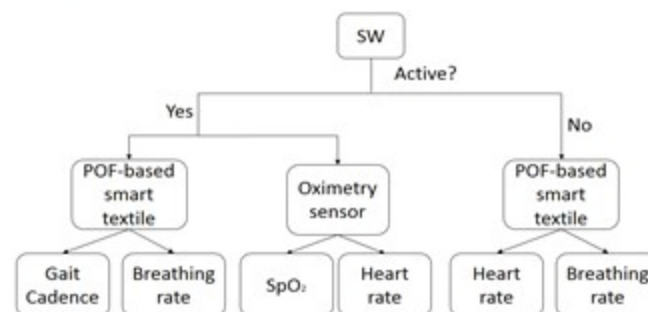 SW
Active?
Yes
No
POF-based
smart
textile
Oximetry
sensor
POF-based
smart
textile
Gait
Cadence
Breathing
rate
SpO₂
Heart
rate
Heart
rate
Breathing
rate